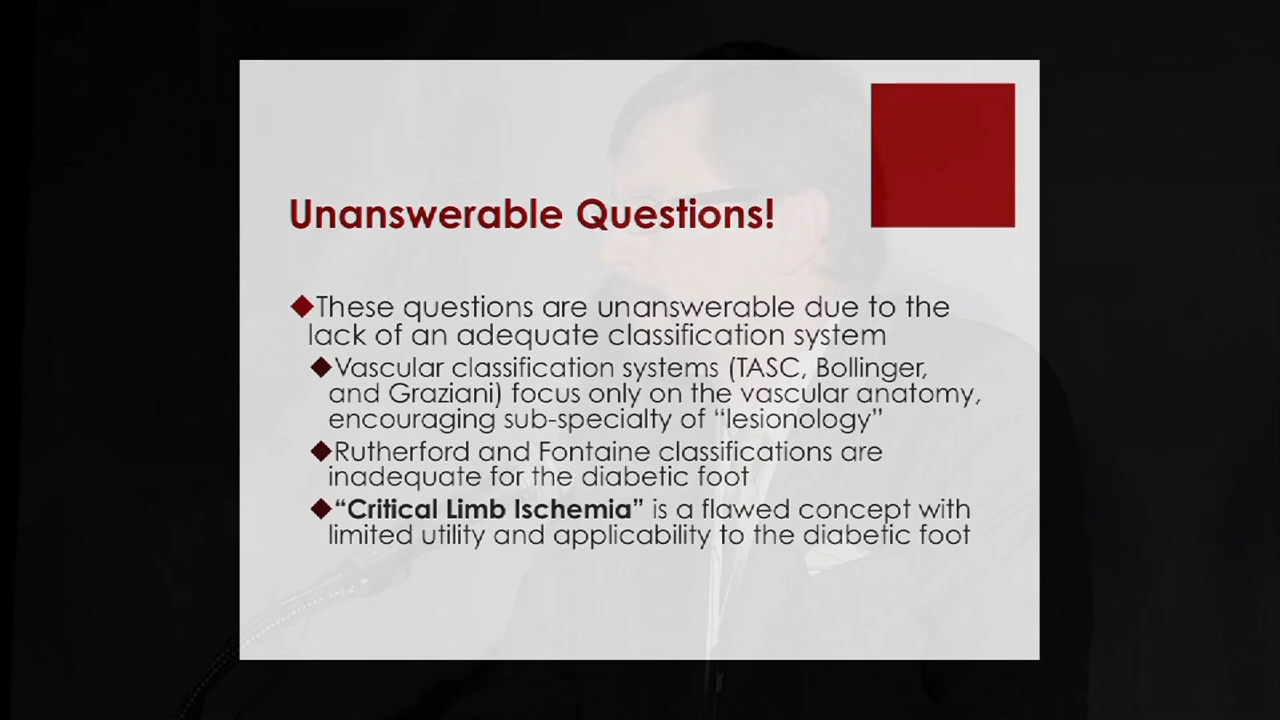 Unanswerable Questions!
These questions are unanswerable due to the
lack of an adequate classification system
Vascular classification systems (TASC, Bollinger,
and Graziani) focus only on the vascular anatomy,
encouraging sub-specialty of “lesionology”
Rutherford and Fontaine classifications are
inadequate for the diabetic foot
“Critical Limb Ischemia” is a flawed concept with
limited utility and applicability to the diabetic foot